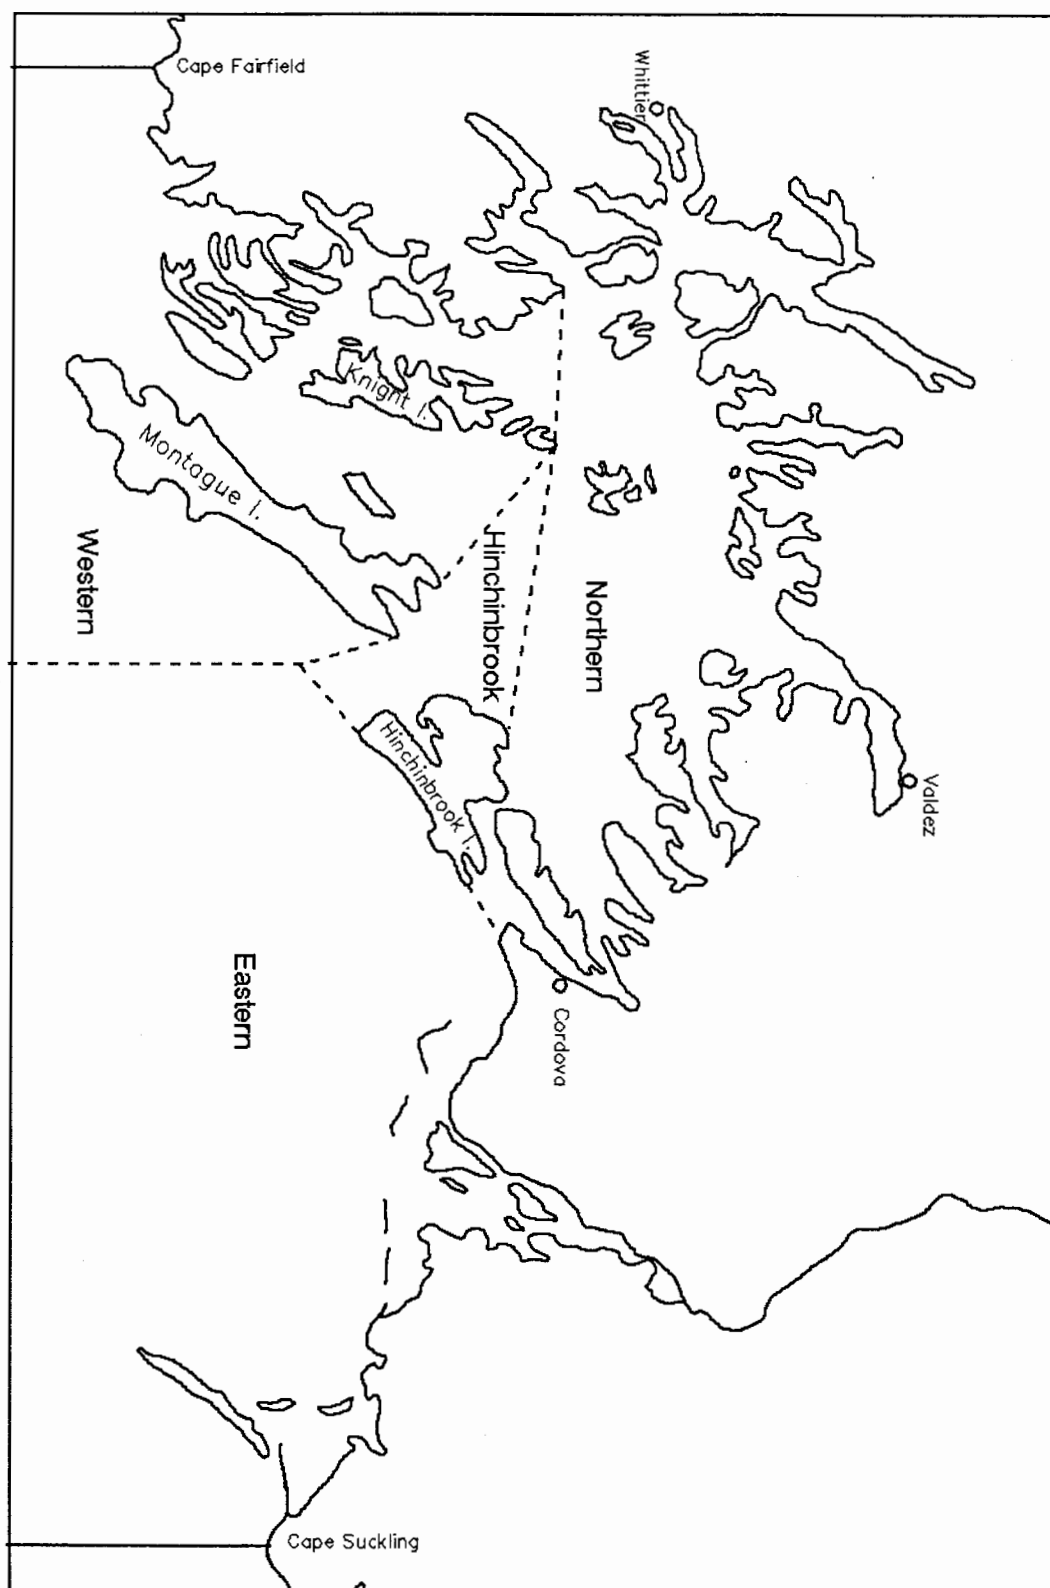 Cape Fairfield
Whittier
Knight I.
Montague I.
Western
Hinchinbrook
Northern
Hinchinbrook I.
Valdez
Eastern
Cordova
Cape Suckling